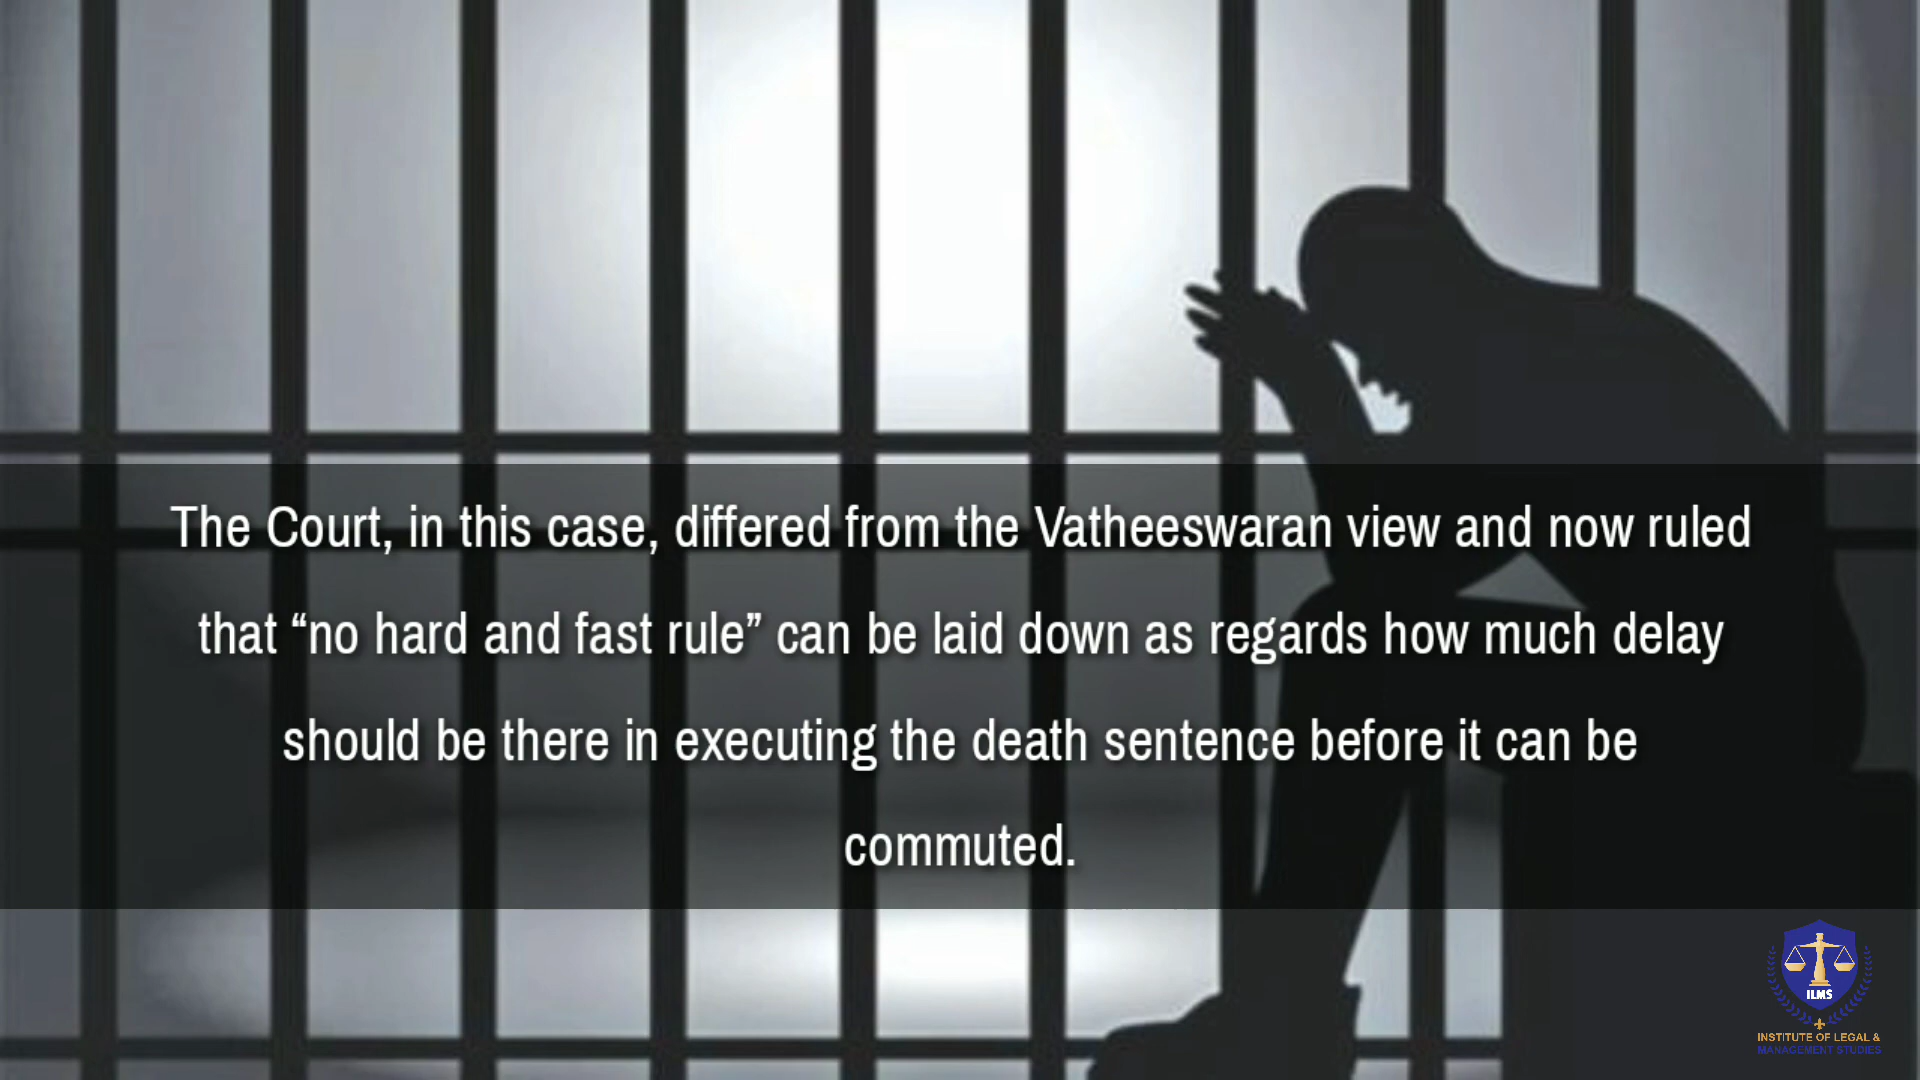 The Court, in this case, differed from the Vatheeswaran view and now ruled
that “no hard and fast rule” can be laid down as regards how much delay
should be there in executing the death sentence before it can be
commuted.
ILMS
INSTITUTE OF LEGAL &
MANAGEMENT STUDIES